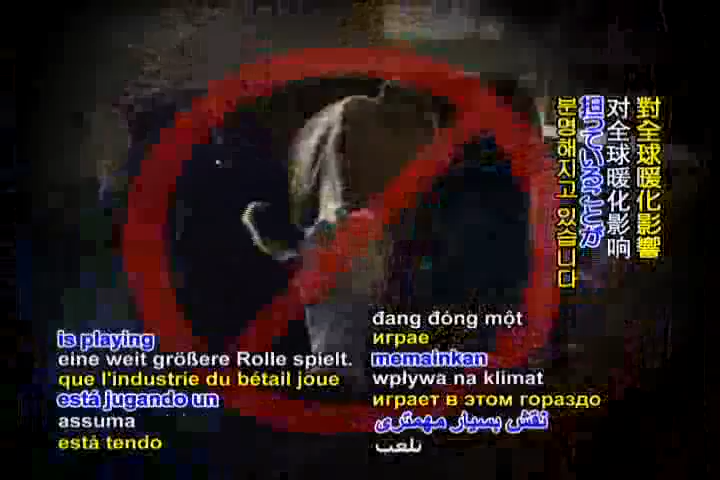 對全球暖化影響
对全球暖化影响
担っていることが
분명해지고 있습니다
is playing
eine weit größere Rolle spielt.
que l'industrie du bétail joue
está jugando un
assuma
está tendo
đang đóng một
играе
memainkan
wpływa na klimat
играет в этом гораздо
نقش بسیار مهمتری
يلعب